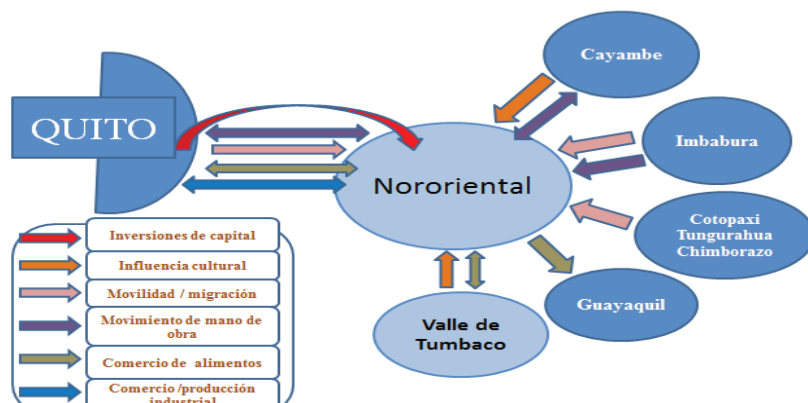 Cayambe
QUITO
Imbabura
Nororiental
Cotopaxi
Tungurahua
Chimborazo
Inversiones de capital
Influencia cultural
Movilidad / migración
Movimiento de mano de
obra
Comercio de alimentos
Comercio /producción
industrial
Guayaquil
Valle de
Tumbaco